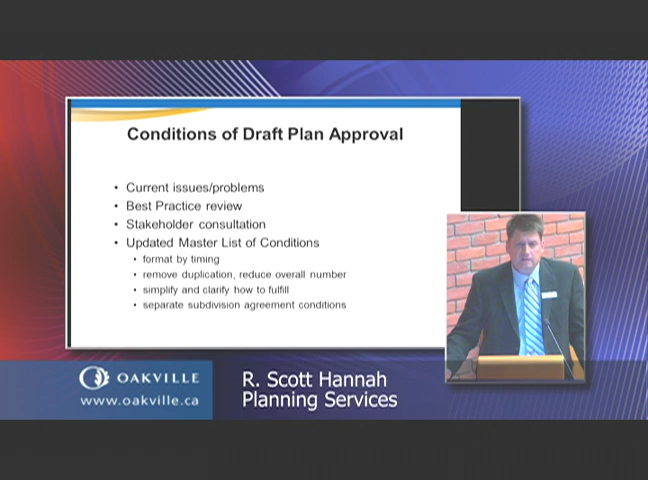 Conditions of Draft Plan Approval
• Current issues/problems
• Best Practice review
• Stakeholder consultation
• Updated Master List of Conditions
• format by timing
• remove duplication, reduce overall number
• simplify and clarify how to fulfill
• separate subdivision agreement conditions
OAKVILLE
www.oakville.ca
R. Scott Hannah
Planning Services